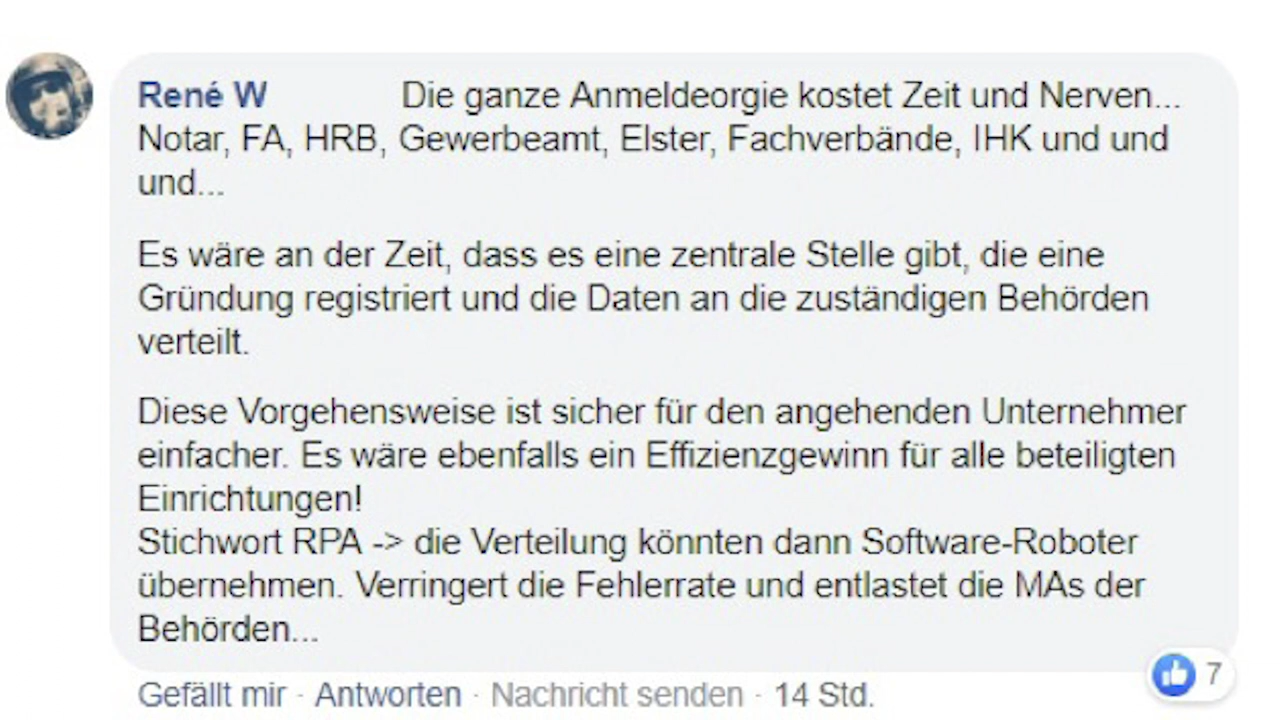 René W Die ganze Anmeldeorgie kostet Zeit und Nerven...
Notar, FA, HRB, Gewerbeamt, Elster, Fachverbände, IHK und und
und...
Es wäre an der Zeit, dass es eine zentrale Stelle gibt, die eine
Gründung registriert und die Daten an die zuständigen Behörden
verteilt.
Diese Vorgehensweise ist sicher für den angehenden Unternehmer
einfacher. Es wäre ebenfalls ein Effizienzgewinn für alle beteiligten
Einrichtungen!
Stichwort RPA -> die Verteilung könnten dann Software-Roboter
übernehmen. Verringert die Fehlerrate und entlastet die MAs der
Behörden...
7
Gefällt mir · Antworten · Nachricht senden · 14 Std.